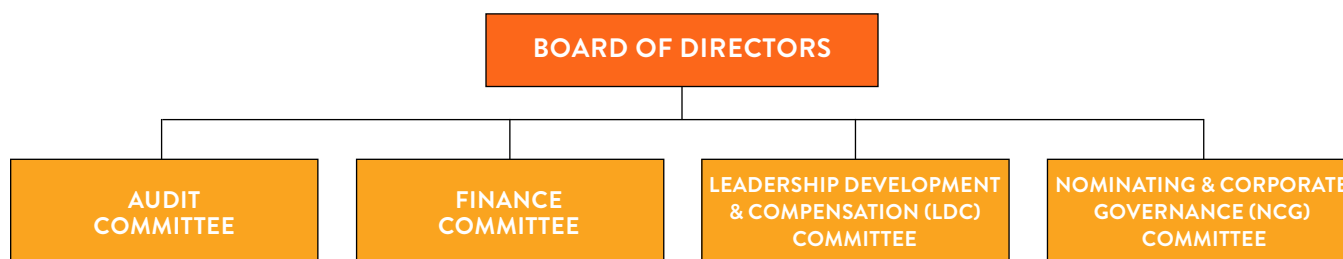 BOARD OF DIRECTORS
AUDIT
COMMITTEE
FINANCE
COMMITTEE
LEADERSHIP DEVELOPMENT
& COMPENSATION (LDC)
COMMITTEE
NOMINATING & CORPORATE
GOVERNANCE (NCG)
COMMITTEE